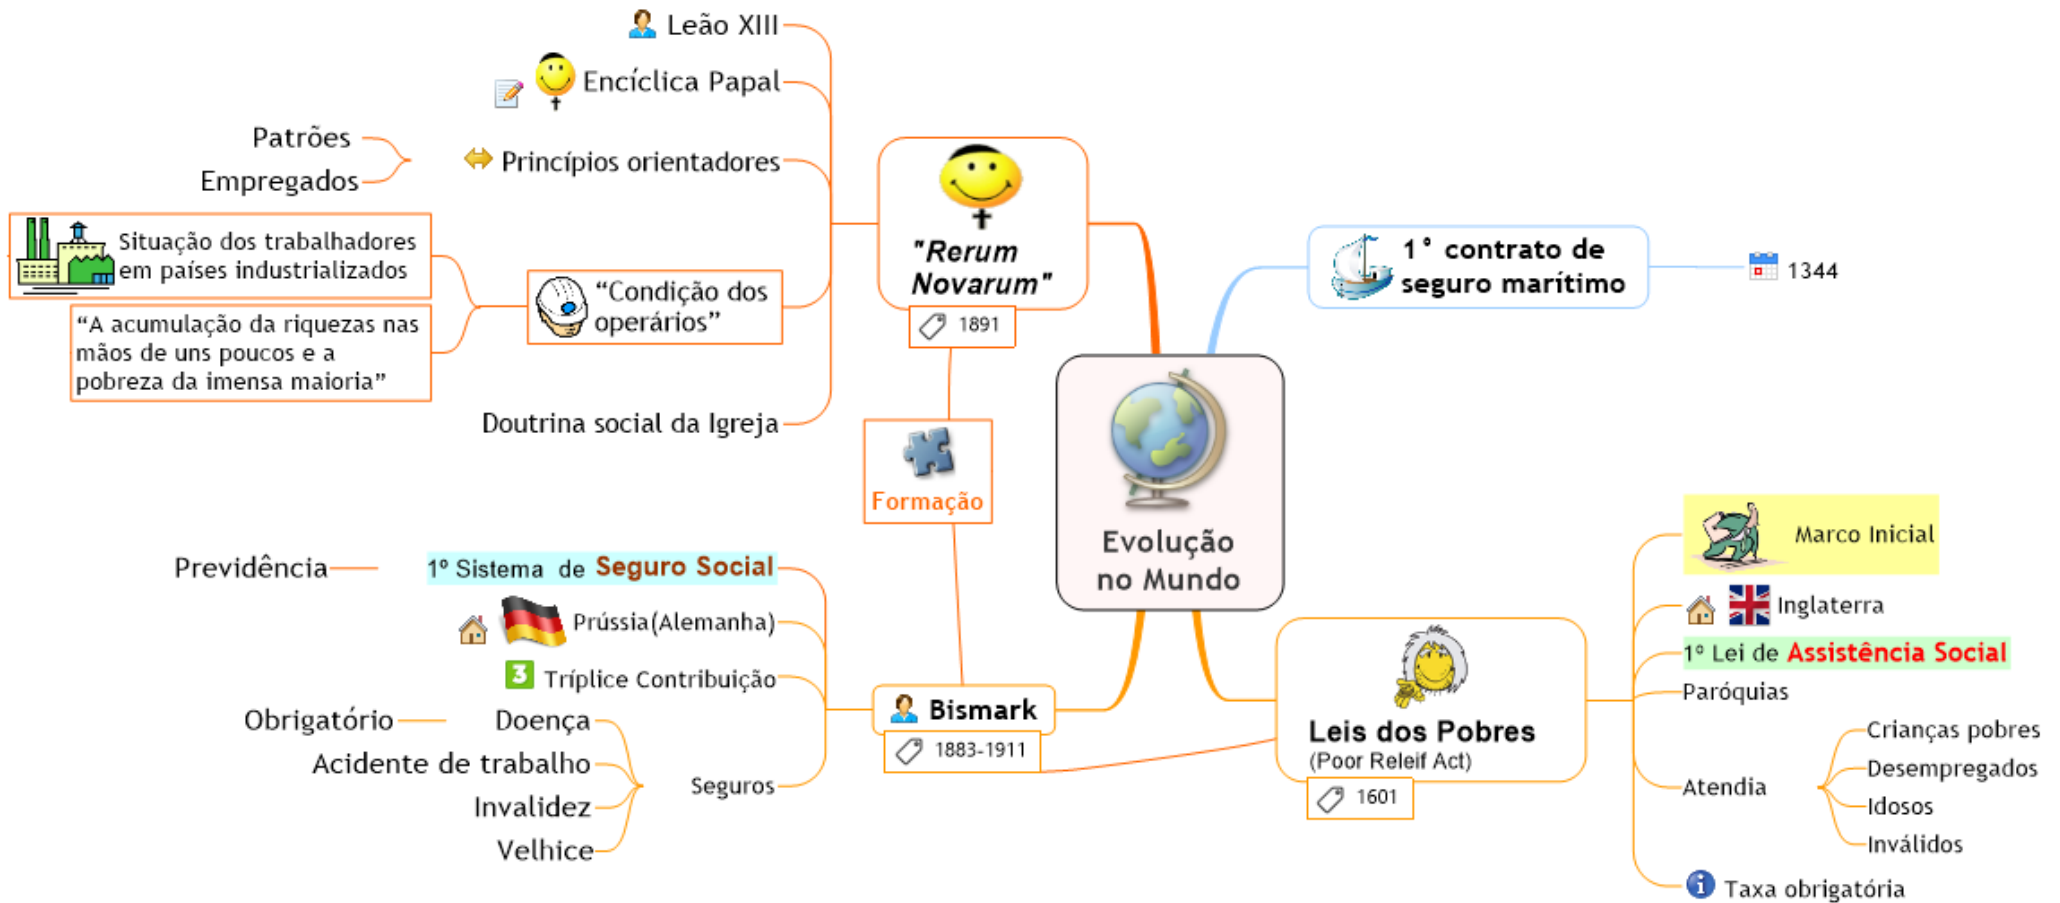 Evolução
no Mundo
1° contrato de
seguro marítimo
1344
Leis dos Pobres
(Poor Releif Act)
1601
Marco Inicial
Inglaterra
1º Lei de Assistência Social
Paróquias
Atendia
Crianças pobres
Desempregados
Idosos
Inválidos
Taxa obrigatória
Bismark
1883-1911
1º Sistema de Seguro Social
Previdência
Prússia(Alemanha)
3 Tríplice Contribuição
Seguros
Doença
Obrigatório
Acidente de trabalho
Invalidez
Velhice
Formação
"Rerum
Novarum"
1891
Leão XIII
Encíclica Papal
Princípios orientadores
Patrões
Empregados
“Condição dos
operários”
Situação dos trabalhadores
em países industrializados
“A acumulação da riquezas nas
mãos de uns poucos e a
pobreza da imensa maioria”
Doutrina social da Igreja